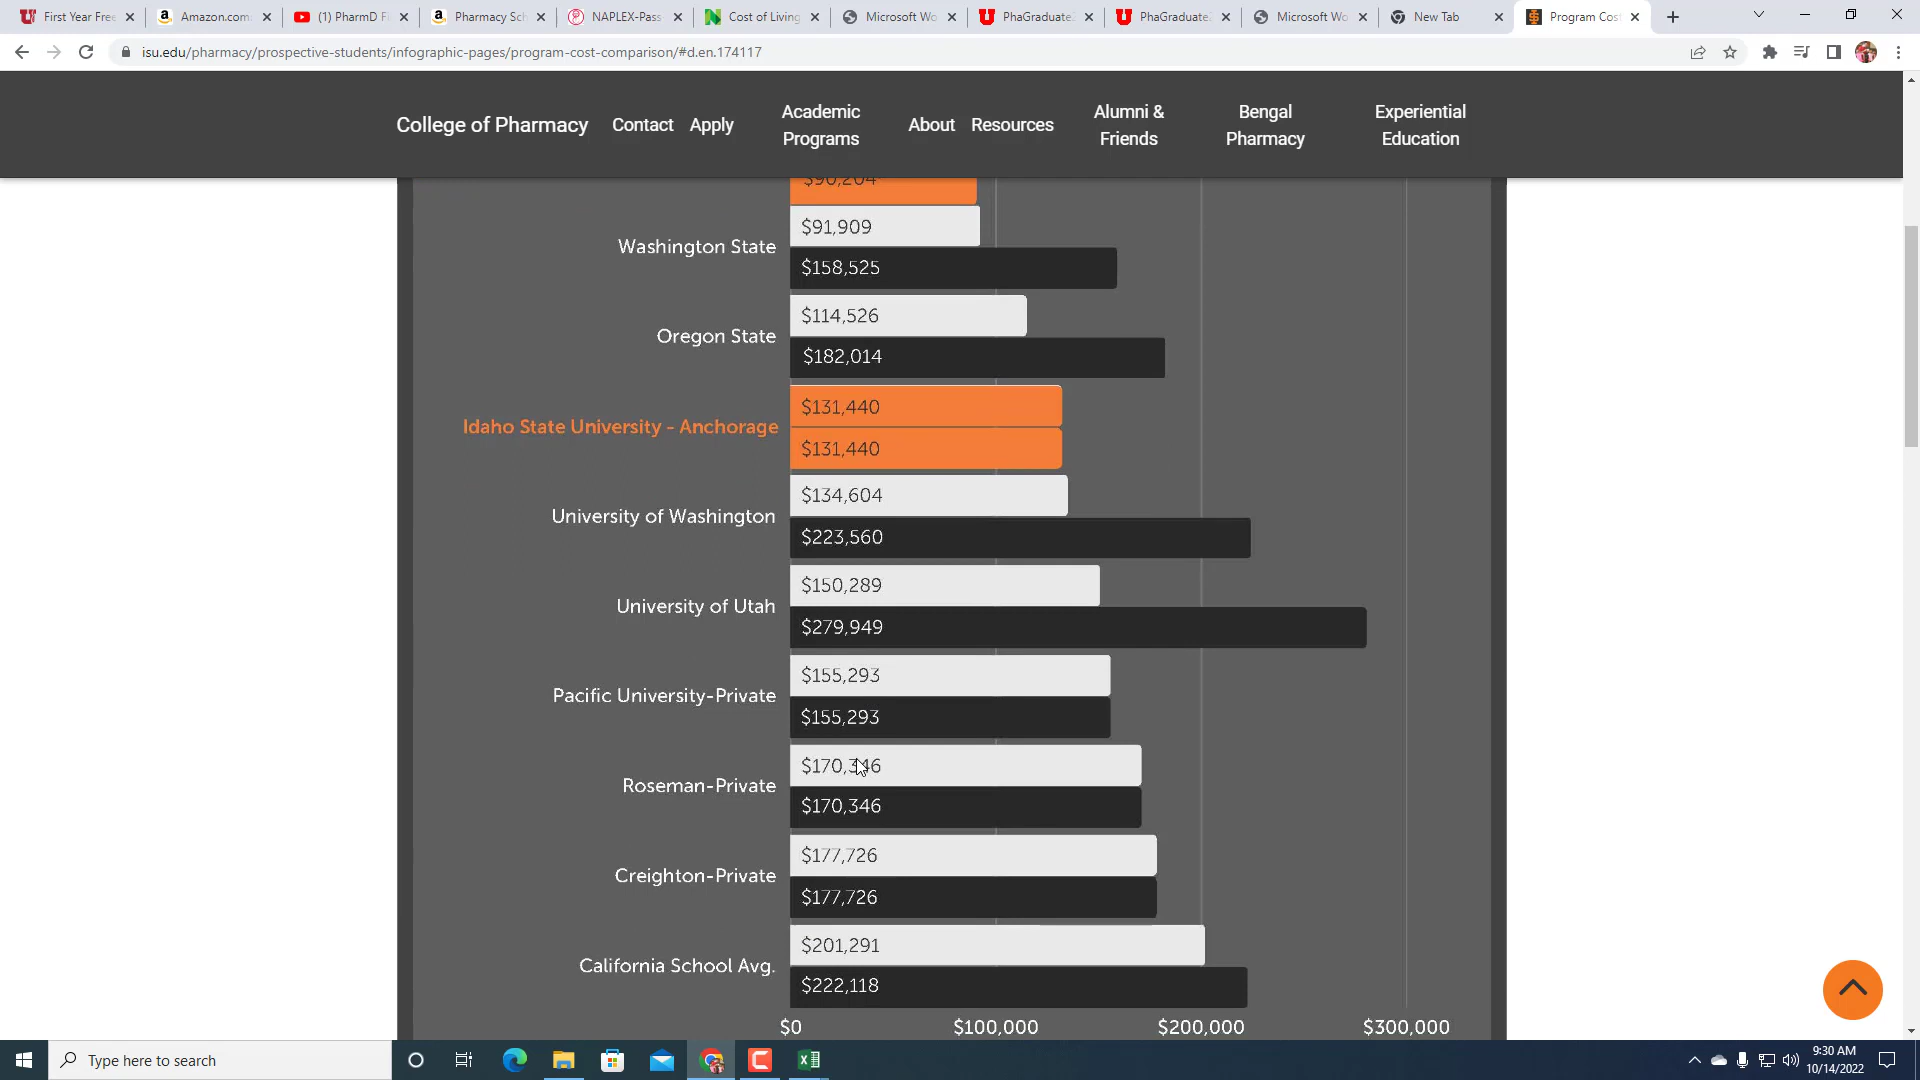 First Year Free
Amazon.com:
(1) PharmD Fi
Pharmacy Sch
NAPLEX-Pass
Cost of Living
Microsoft Wo
PhaGraduate
PhaGraduate
Microsoft Wo
New Tab
Program Cos
isu.edu/pharmacy/prospective-students/infographic-pages/program-cost-comparison/#d.en.174117
College of Pharmacy
Contact
Apply
Academic
Programs
About
Resources
Alumni &
Friends
Bengal
Pharmacy
Experiential
Education
$90,204
Washington State
$91,909
$158,525
Oregon State
$114,526
$182,014
Idaho State University - Anchorage
$131,440
$131,440
University of Washington
$134,604
$223,560
University of Utah
$150,289
$279,949
Pacific University-Private
$155,293
$155,293
Roseman-Private
$170,346
$170,346
Creighton-Private
$177,726
$177,726
California School Avg.
$201,291
$222,118
$0
$100,000
$200,000
$300,000
Type here to search
9:30 AM
10/14/2022